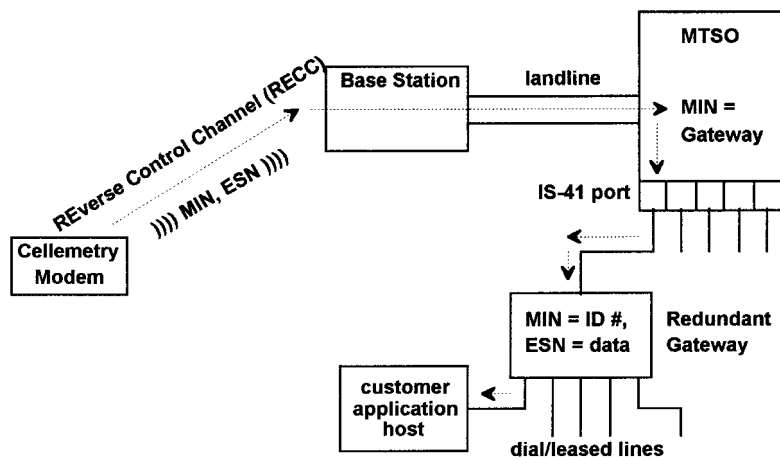 MTSO
Base Station
landline
REverse Control Channel (RECC)
MIN =
Gateway
)))) MIN, ESN ))))
IS-41 port
Cellemetry
Modem
MIN = ID #,
ESN = data
Redundant
Gateway
customer
application
host
dial/leased lines